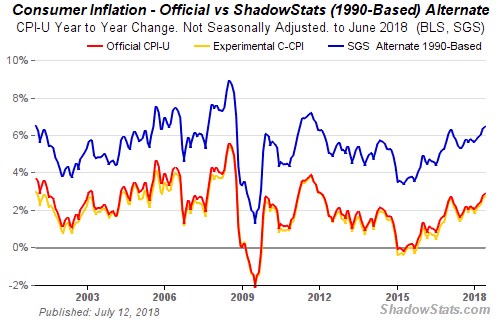 Consumer Inflation - Official vs ShadowStats (1990-Based) Alternate
CPI-U Year to Year Change. Not Seasonally Adjusted. to June 2018 (BLS, SGS)
Official CPI-U Experimental C-CPI SGS Alternate 1990-Based
10%
8%
6%
4%
2%
0%
-2%
2003 2006 2009 2012 2015 2018
Published: July 12, 2018
ShadowStats.com